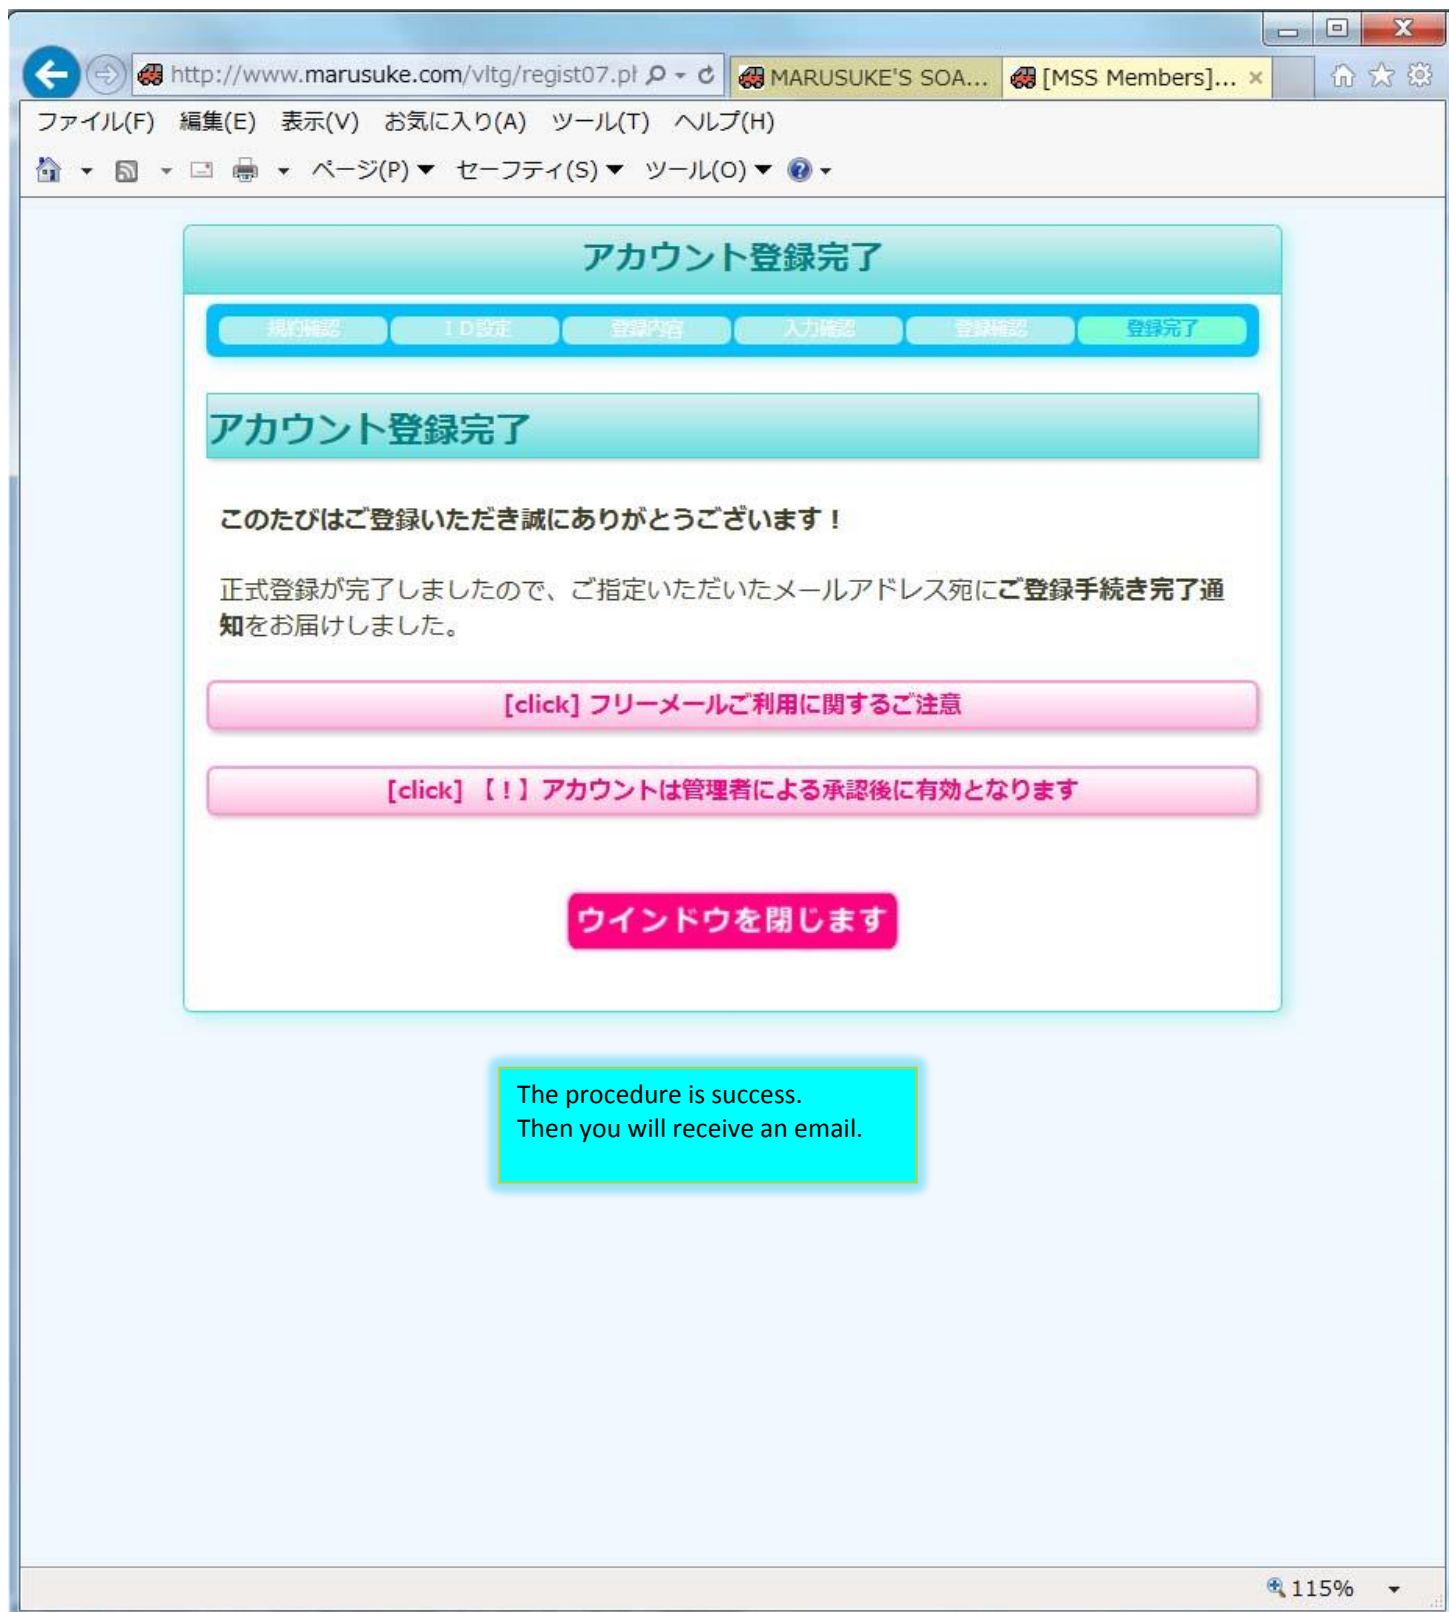 http://www.marusuke.com/vltg/regist07.pl
MARUSUKE'S SOA...
[MSS Members]...
ファイル(F) 編集(E) 表示(V) お気に入り(A) ツール(T) ヘルプ(H)
ページ(P) セーフティ(S) ツール(O)
アカウント登録完了
規約確認 ＩＤ設定 登録内容 入力確認 登録確認 登録完了
アカウント登録完了
このたびはご登録いただき誠にありがとうございます！
正式登録が完了しましたので、ご指定いただいたメールアドレス宛にご登録手続き完了通
知をお届けしました。
[click] フリーメールご利用に関するご注意
[click] 【！】アカウントは管理者による承認後に有効となります
ウインドウを閉じます
The procedure is success.
Then you will receive an email.
115%